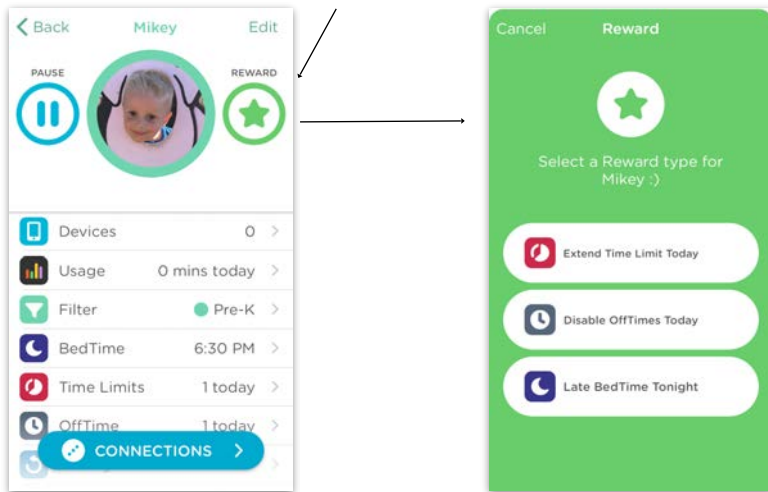 Back Mikey Edit
PAUSE REWARD
Devices 0
Usage 0 mins today
Filter Pre-K
BedTime 6:30 PM
Time Limits 1 today
OffTime 1 today
CONNECTIONS
Cancel Reward
Select a Reward type for
Mikey :)
Extend Time Limit Today
Disable OffTimes Today
Late BedTime Tonight